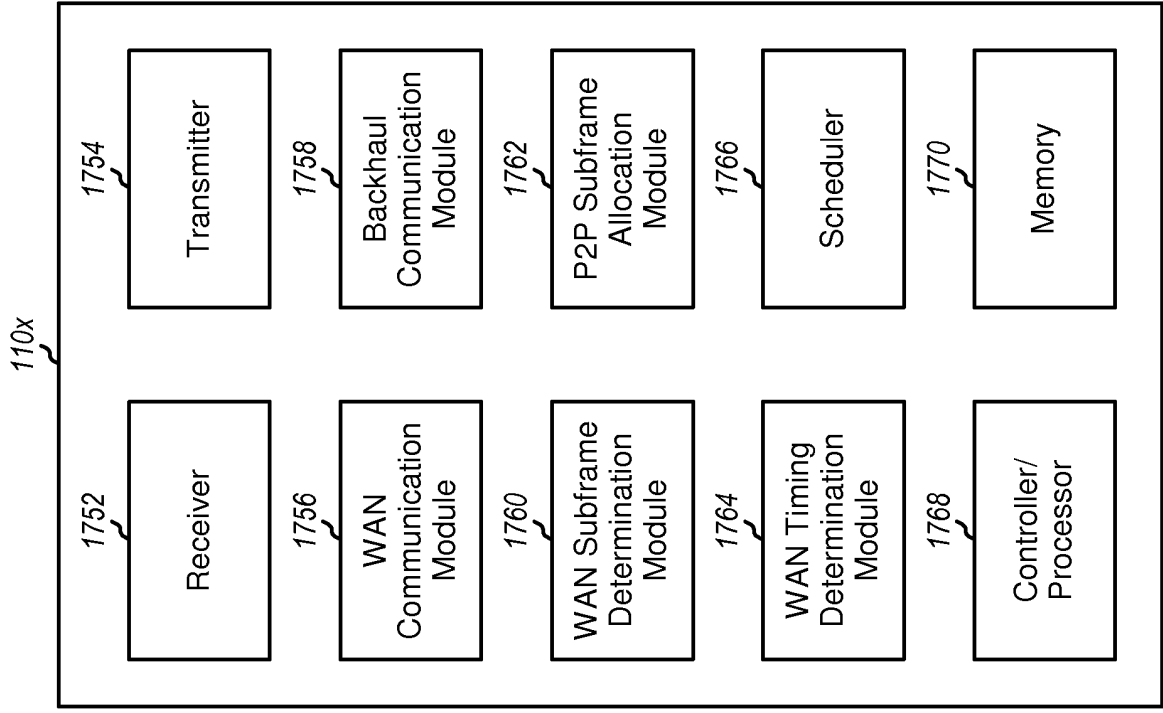 110x
1752
Receiver
1754
Transmitter
1756
WAN
Communication
Module
1758
Backhaul
Communication
Module
1760
WAN Subframe
Determination
Module
1762
P2P Subframe
Allocation
Module
1764
WAN Timing
Determination
Module
1766
Scheduler
1768
Controller/
Processor
1770
Memory